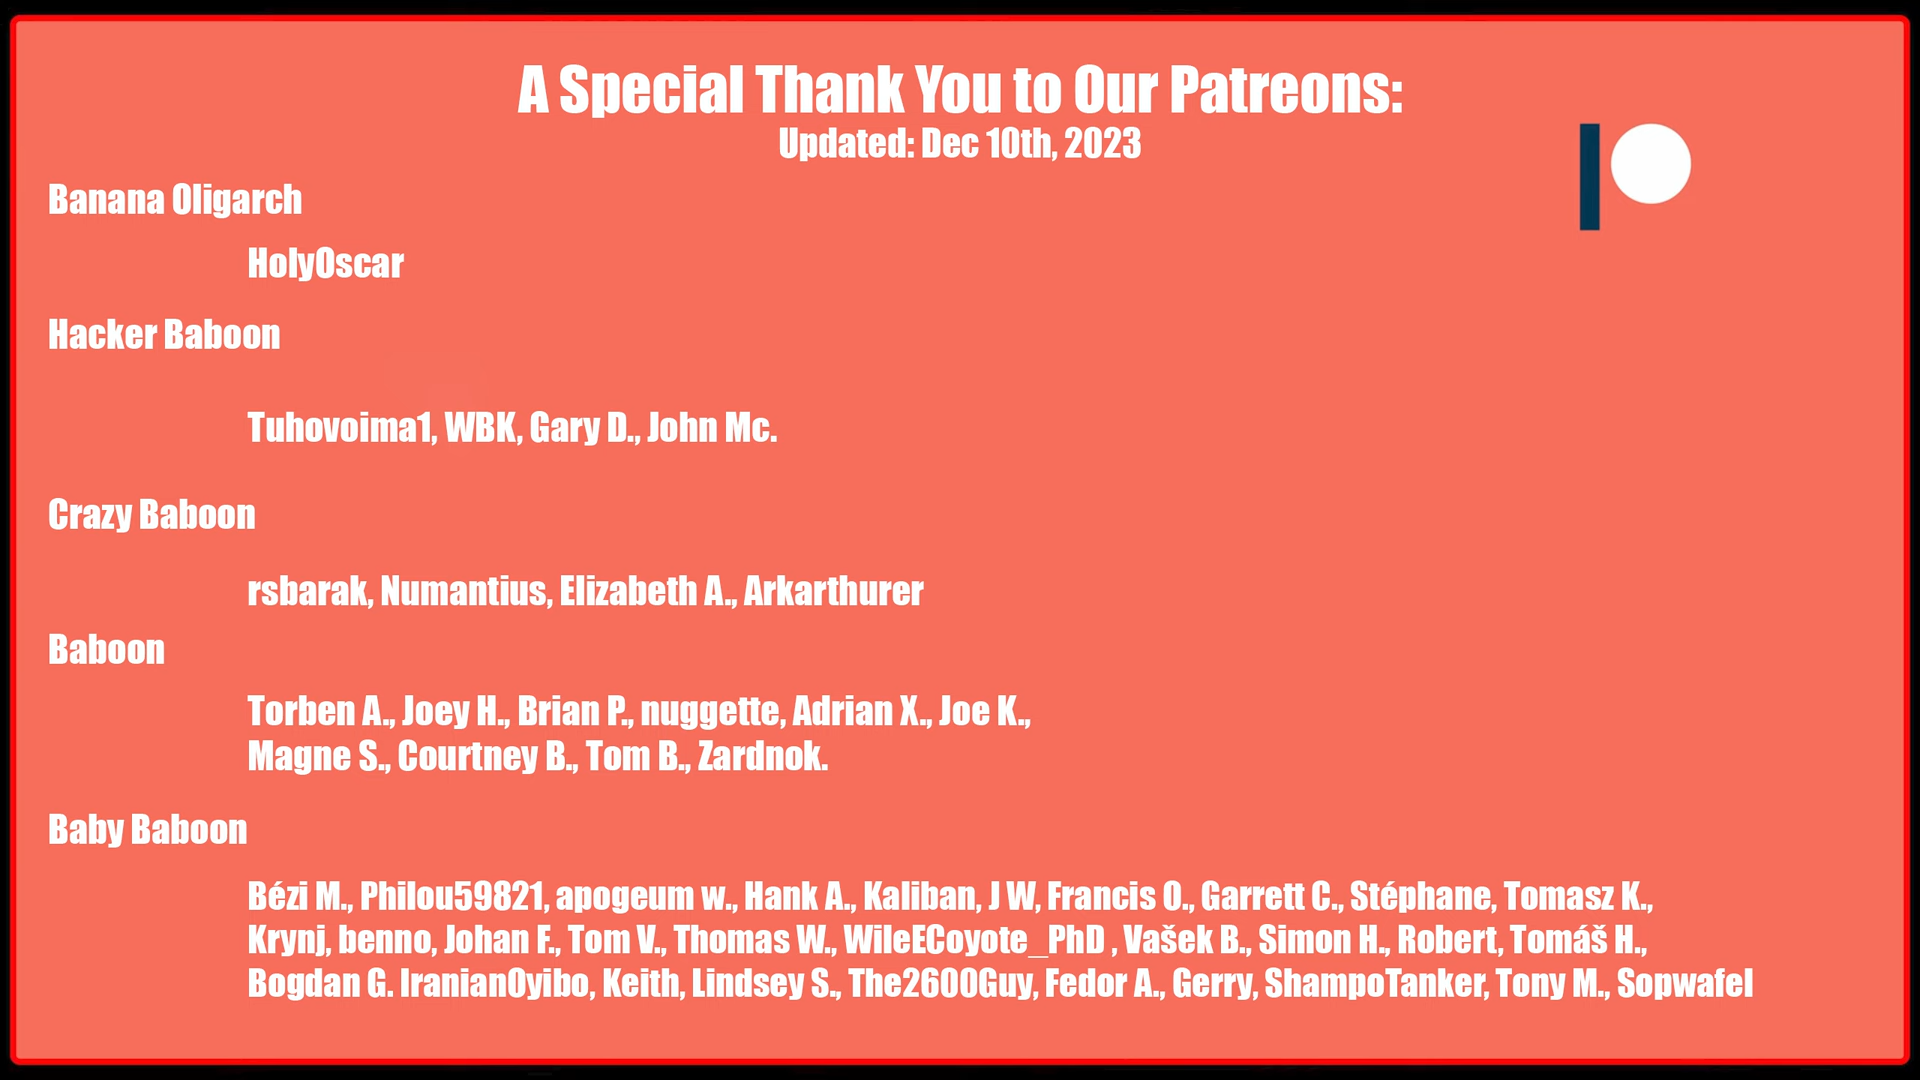 A Special Thank You to Our Patreons:
Updated: Dec 10th, 2023
Banana Oligarch
HolyOscar
Hacker Baboon
Tuhovoima1, WBK, Gary D., John Mc.
Crazy Baboon
rsbarak, Numantius, Elizabeth A., Arkarthurer
Baboon
Torben A., Joey H., Brian P., nuggette, Adrian X., Joe K.,
Magne S., Courtney B., Tom B., Zardnok.
Baby Baboon
Bézi M., Philou59821, apogeum w., Hank A., Kaliban, J W, Francis O., Garrett C., Stéphane, Tomasz K.,
Krynj, benno, Johan F., Tom V., Thomas W., WileECoyote_PhD , Vašek B., Simon H., Robert, Tomáš H.,
Bogdan G. IranianOyibo, Keith, Lindsey S., The2600Guy, Fedor A., Gerry, ShampoTanker, Tony M., Sopwafel